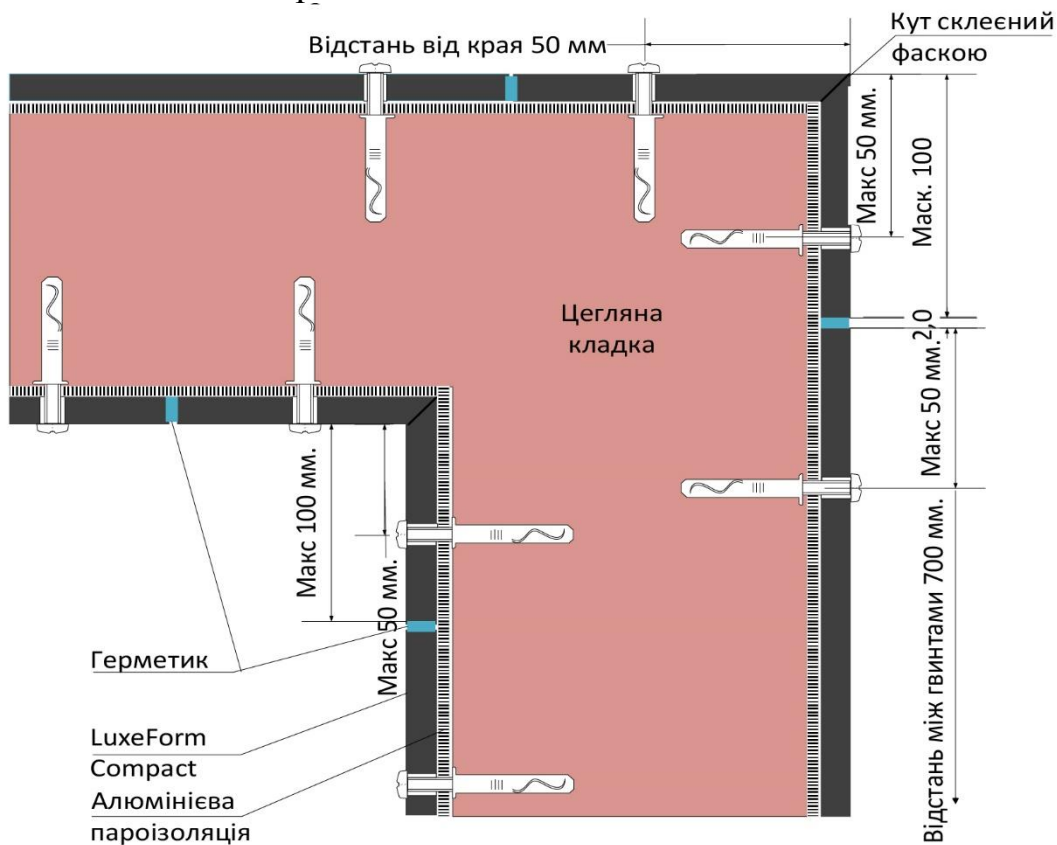 Відстань від края 50 мм
Кут склеєний
фаскою
Макс 50 мм.
Маск. 100
2,0
Макс 50 мм.
Відстань між гвинтами 700 мм.
Цегляна
кладка
Макс 100 мм.
Макс 50 мм.
Герметик
LuxeForm
Compact
Алюмінієва
пароізоляція